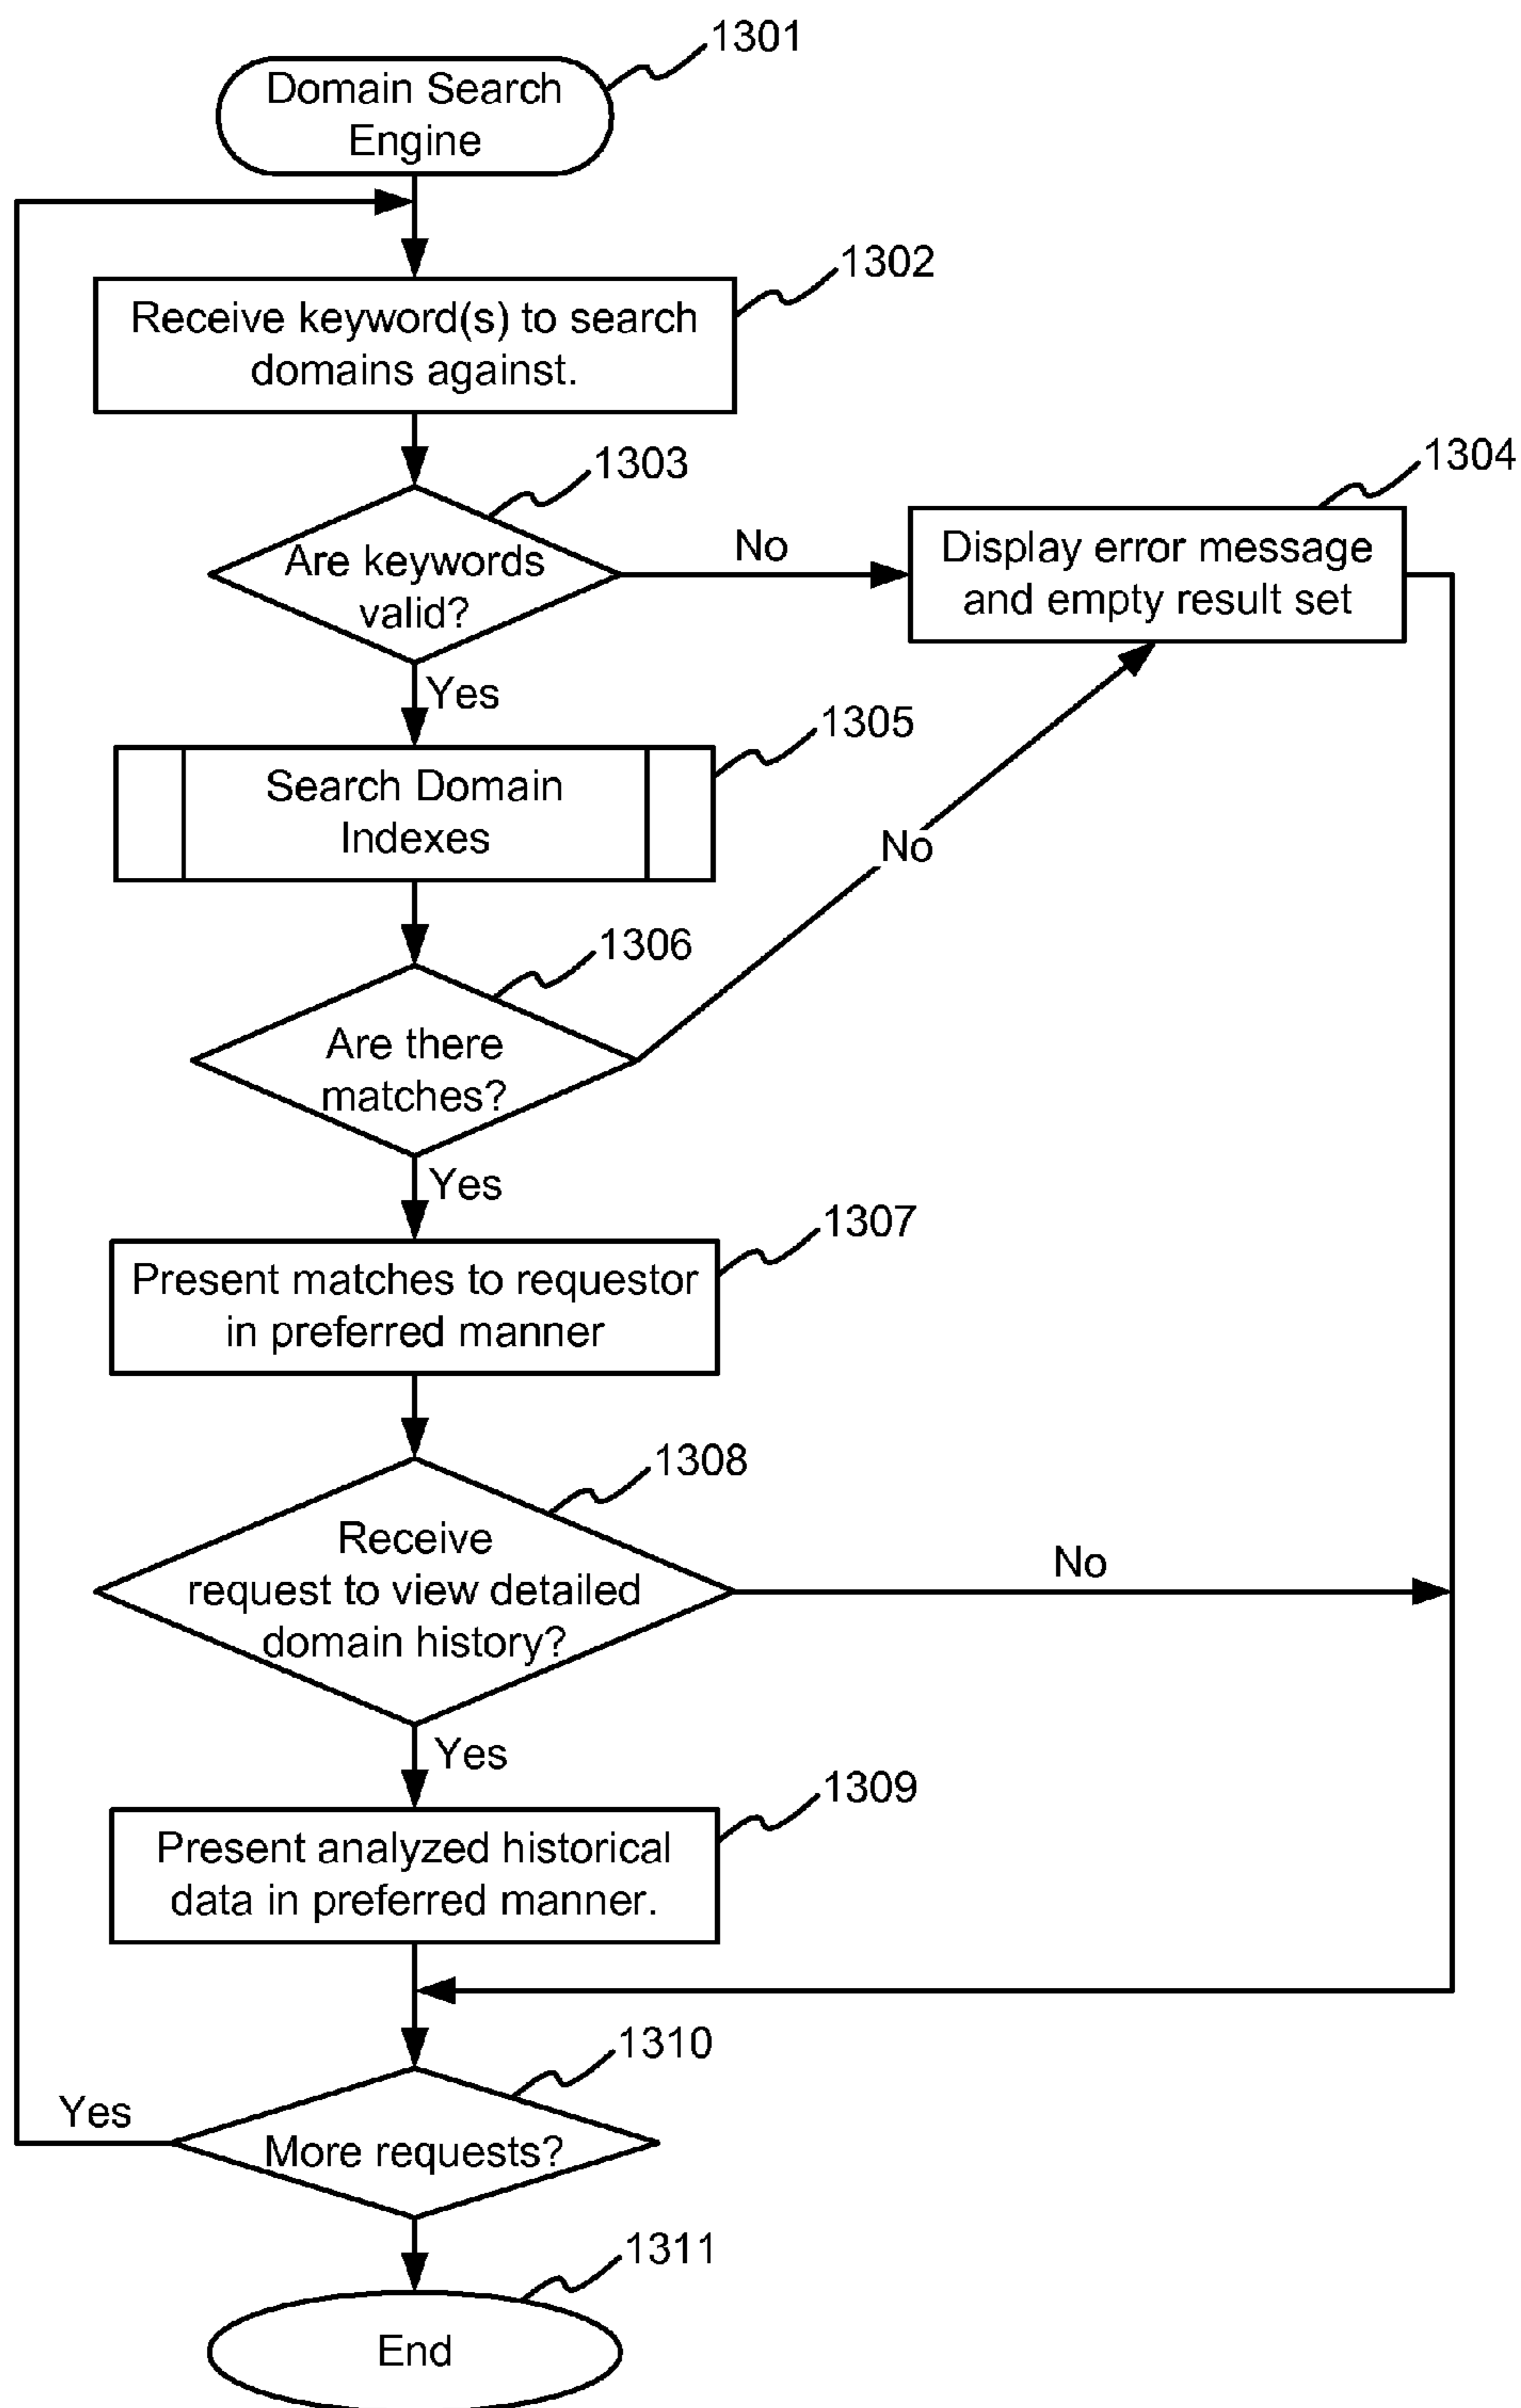 1301
Domain Search
Engine
1302
Receive keyword(s) to search
domains against.
1303
Are keywords
valid?
No
1304
Display error message
and empty result set
Yes
1305
Search Domain
Indexes
No
1306
Are there
matches?
Yes
1307
Present matches to requestor
in preferred manner
1308
Receive
request to view detailed
domain history?
No
Yes
1309
Present analyzed historical
data in preferred manner.
1310
Yes
More requests?
1311
End